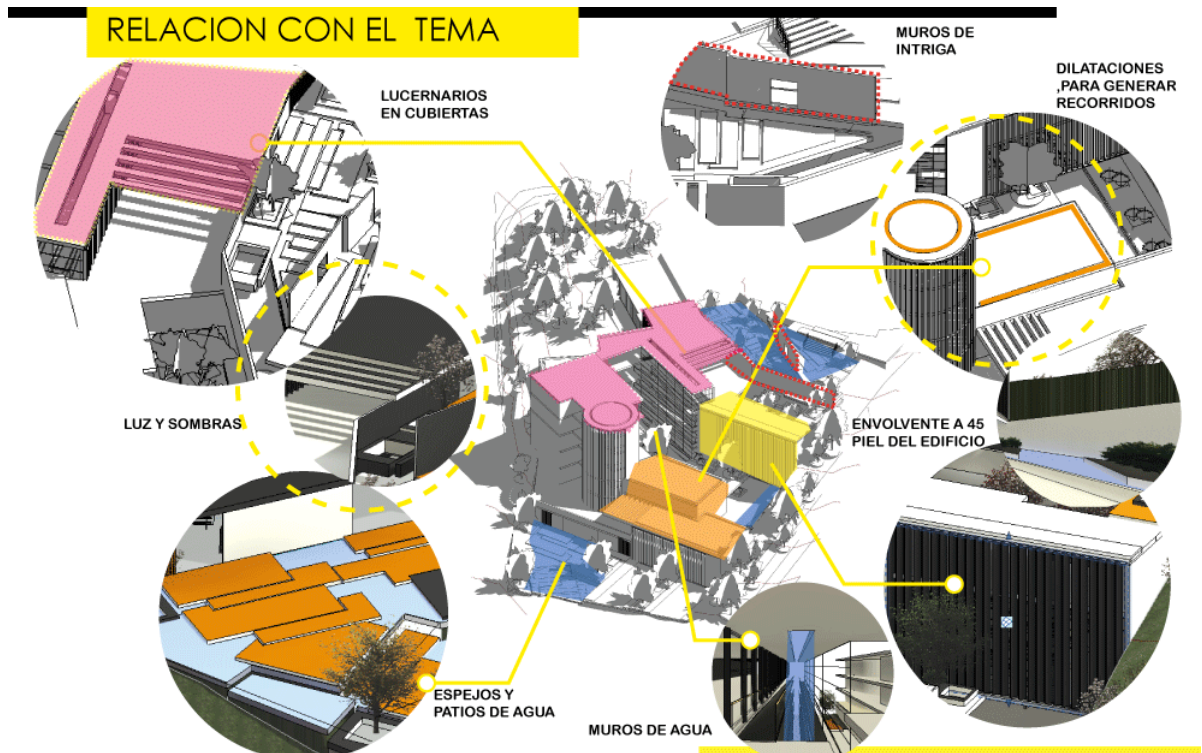 RELACION CON EL TEMA
LUCERNARIOS
EN CUBIERTAS
MUROS DE
INTRIGA
DILATACIONES
,PARA GENERAR
RECORRIDOS
LUZ Y SOMBRAS
ENVOLVENTE A 45
PIEL DEL EDIFICIO
ESPEJOS Y
PATIOS DE AGUA
MUROS DE AGUA